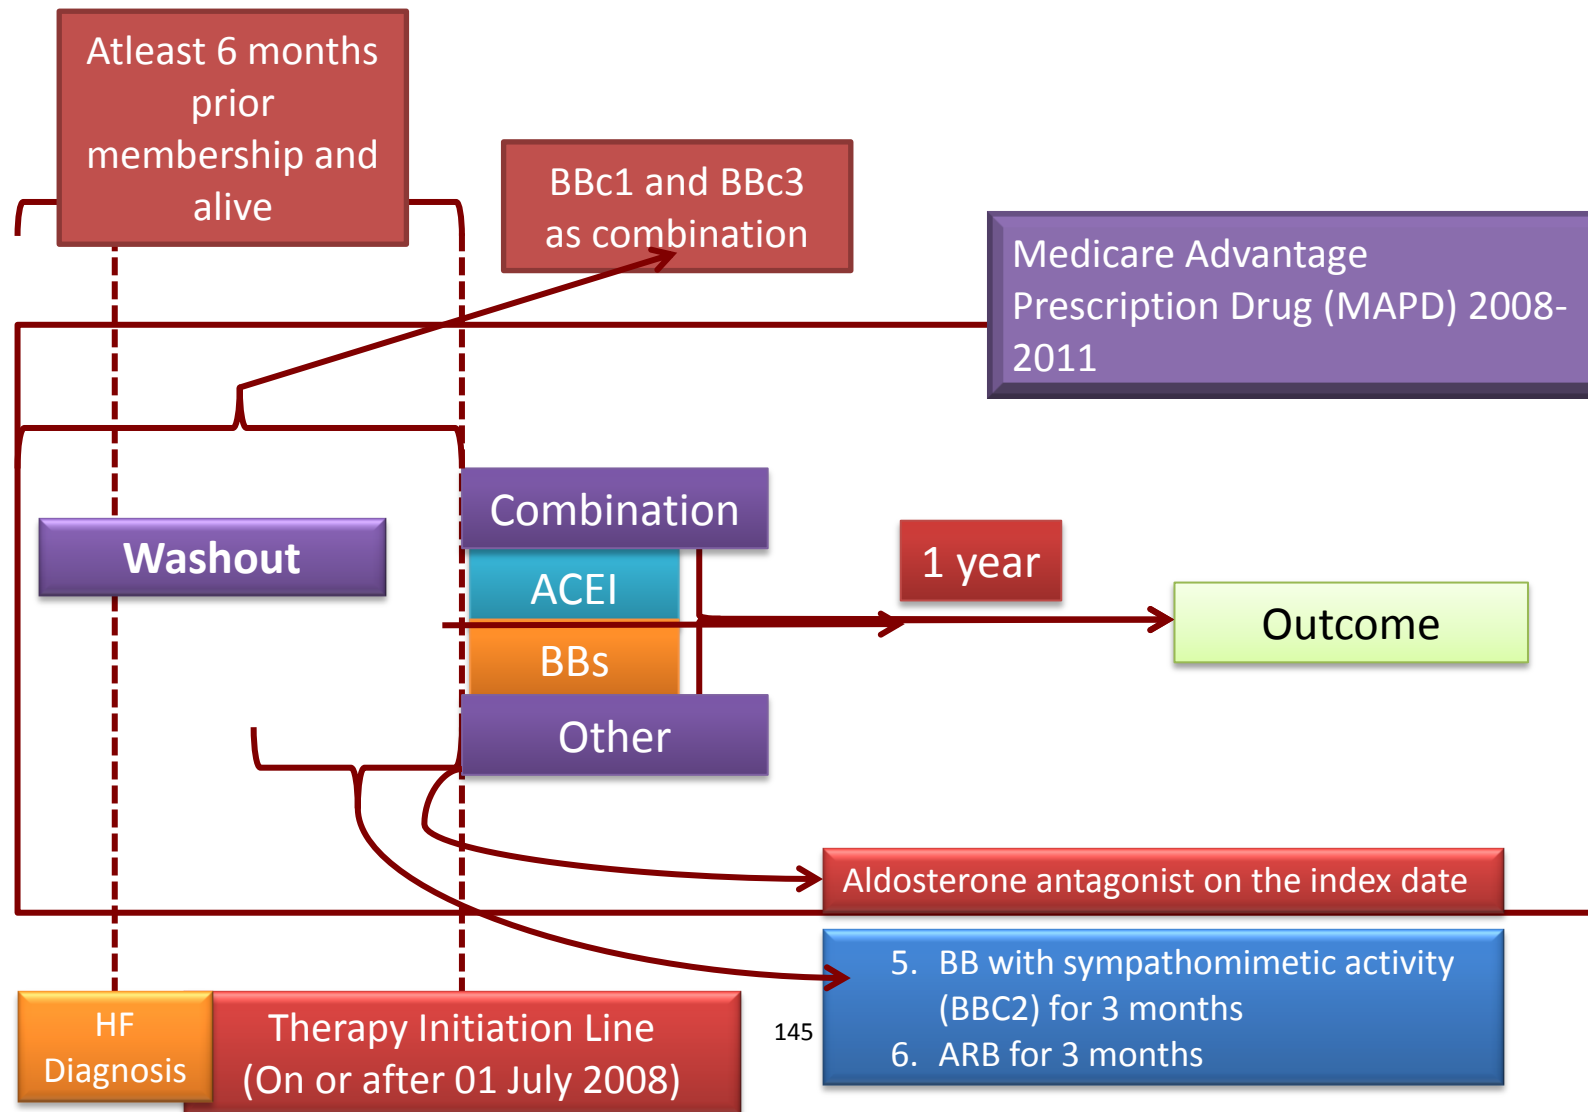 Atleast 6 months
prior
membership and
alive
BBc1 and BBc3
as combination
Medicare Advantage
Prescription Drug (MAPD) 2008-
2011
Washout
Combination
ACEI
BBs
Other
1 year
Outcome
Aldosterone antagonist on the index date
5. BB with sympathomimetic activity
(BBC2) for 3 months
6. ARB for 3 months
HF
Diagnosis
Therapy Initiation Line
(On or after 01 July 2008)
145